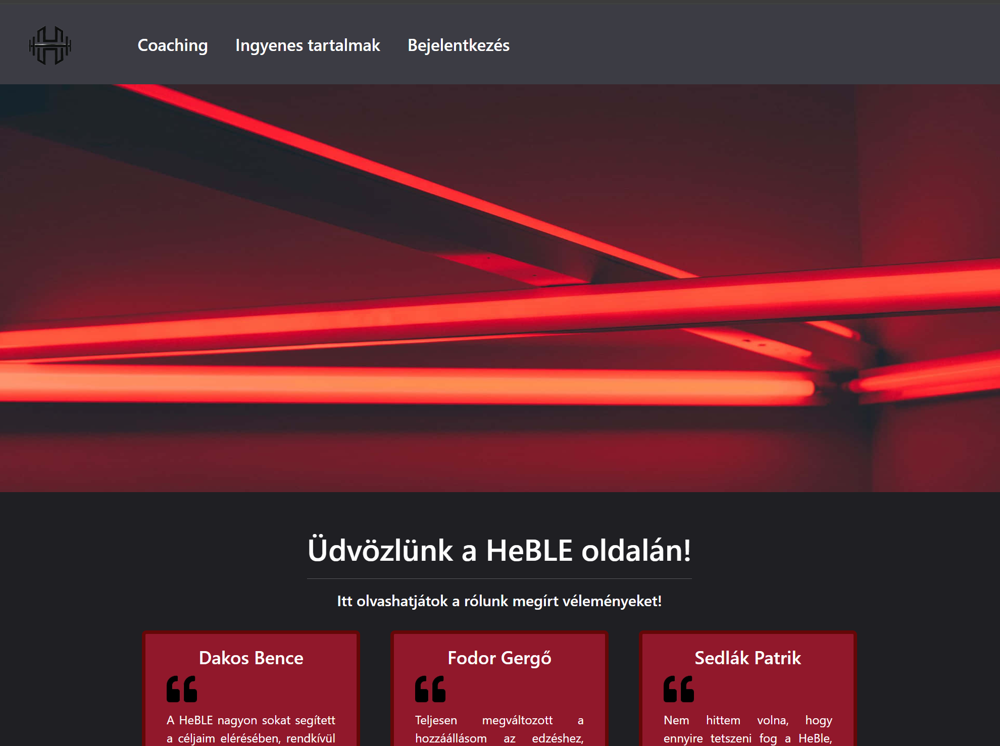 Coaching Ingyenes tartalmak Bejelentkezés
Üdvözlünk a HeBLE oldalán!
Itt olvashatjátok a rólunk megírt véleményeket!
Dakos Bence
A HeBLE nagyon sokat segített
a céljaim elérésében, rendkívül
Fodor Gergő
Teljesen megváltozott a
hozzáállásom az edzéshez,
Sedlák Patrik
Nem hittem volna, hogy
ennyire tetszeni fog a HeBle,